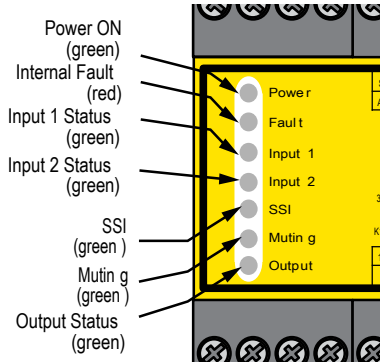 Power ON
(green)
Internal Fault
(red)
Input 1 Status
(green)
Input 2 Status
(green)
SSI
(green )
Mutin g
(green )
Output Status
(green)
Powe r
Faul t
Input 1
Input 2
SSI
Mutin g
Output